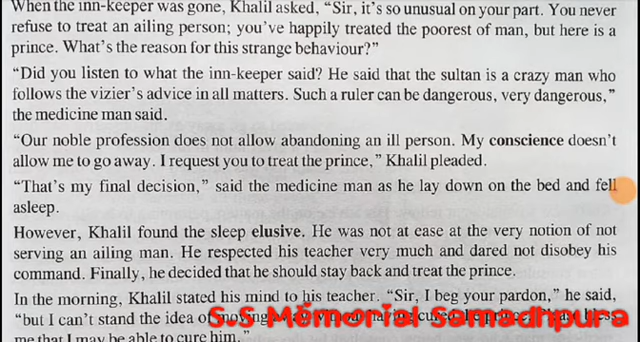 When the inn-keeper was gone, Khalil asked, “Sir, it’s so unusual on your part. You never
refuse to treat an ailing person; you’ve happily treated the poorest of man, but here is a
prince. What’s the reason for this strange behaviour?”
“Did you listen to what the inn-keeper said? He said that the sultan is a crazy man who
follows the vizier’s advice in all matters. Such a ruler can be dangerous, very dangerous,”
the medicine man said.
“Our noble profession does not allow abandoning an ill person. My conscience doesn’t
allow me to go away. I request you to treat the prince,” Khalil pleaded.
“That’s my final decision,” said the medicine man as he lay down on the bed and fell
asleep.
However, Khalil found the sleep elusive. He was not at ease at the very notion of not
serving an ailing man. He respected his teacher very much and dared not disobey his
command. Finally, he decided that he should stay back and treat the prince.
In the morning, Khalil stated his mind to his teacher. “Sir, I beg your pardon,” he said,
“but I can’t stand the idea of moving
S.S Memorial samadhpura
me that I may be able to cure him.”